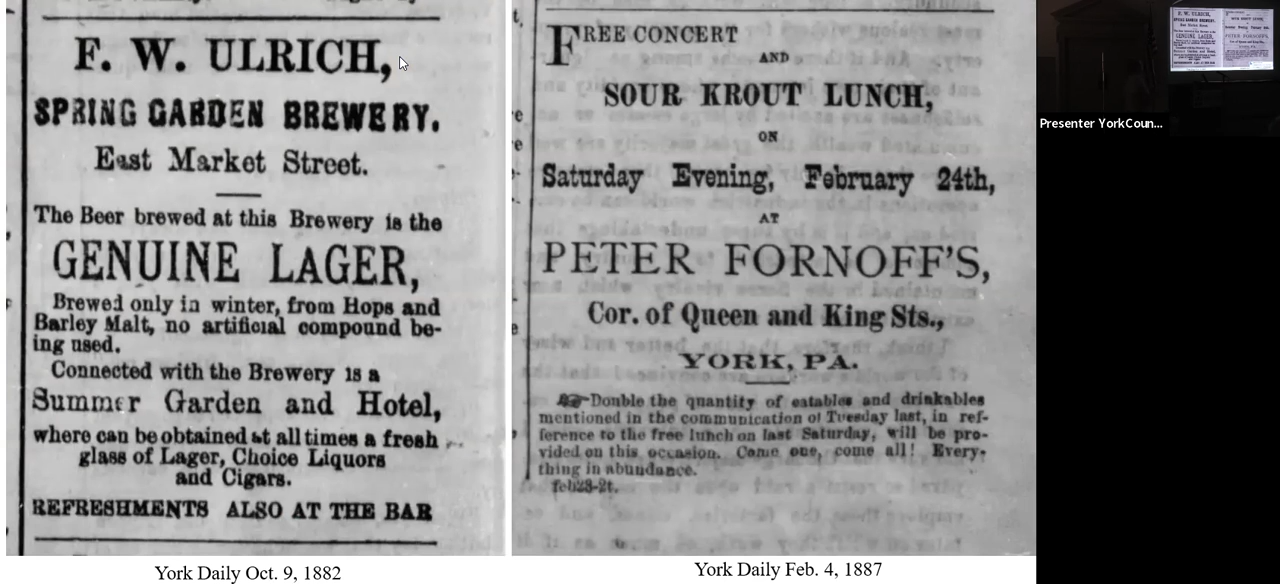 F. W. ULRICH,
SPRING GARDEN BREWERY.
East Market Street.
The Beer brewed at this Brewery is the
GENUINE LAGER,
Brewed only in winter, from Hops and
Barley Malt, no artificial compound be-
ing used.
Connected with the Brewery is a
Summer Garden and Hotel,
where can be obtained at all times a fresh
glass of Lager, Choice Liquors
and Cigars.
REFRESHMENTS ALSO AT THE BAR
York Daily Oct. 9, 1882
FREE CONCERT
AND
SOUR KROUT LUNCH,
ON
Saturday Evening, February 24th,
AT
PETER FORNOFF'S,
Cor. of Queen and King Sts.,
YORK, PA.
Double the quantity of eatables and drinkables
mentioned in the communication of Tuesday last, in ref-
ference to the free lunch on last Saturday, will be pro-
vided on this occasion. Come one, come all! Every-
thing in abundance.
feb23-2t.
York Daily Feb. 4, 1887
Presenter YorkCoun...